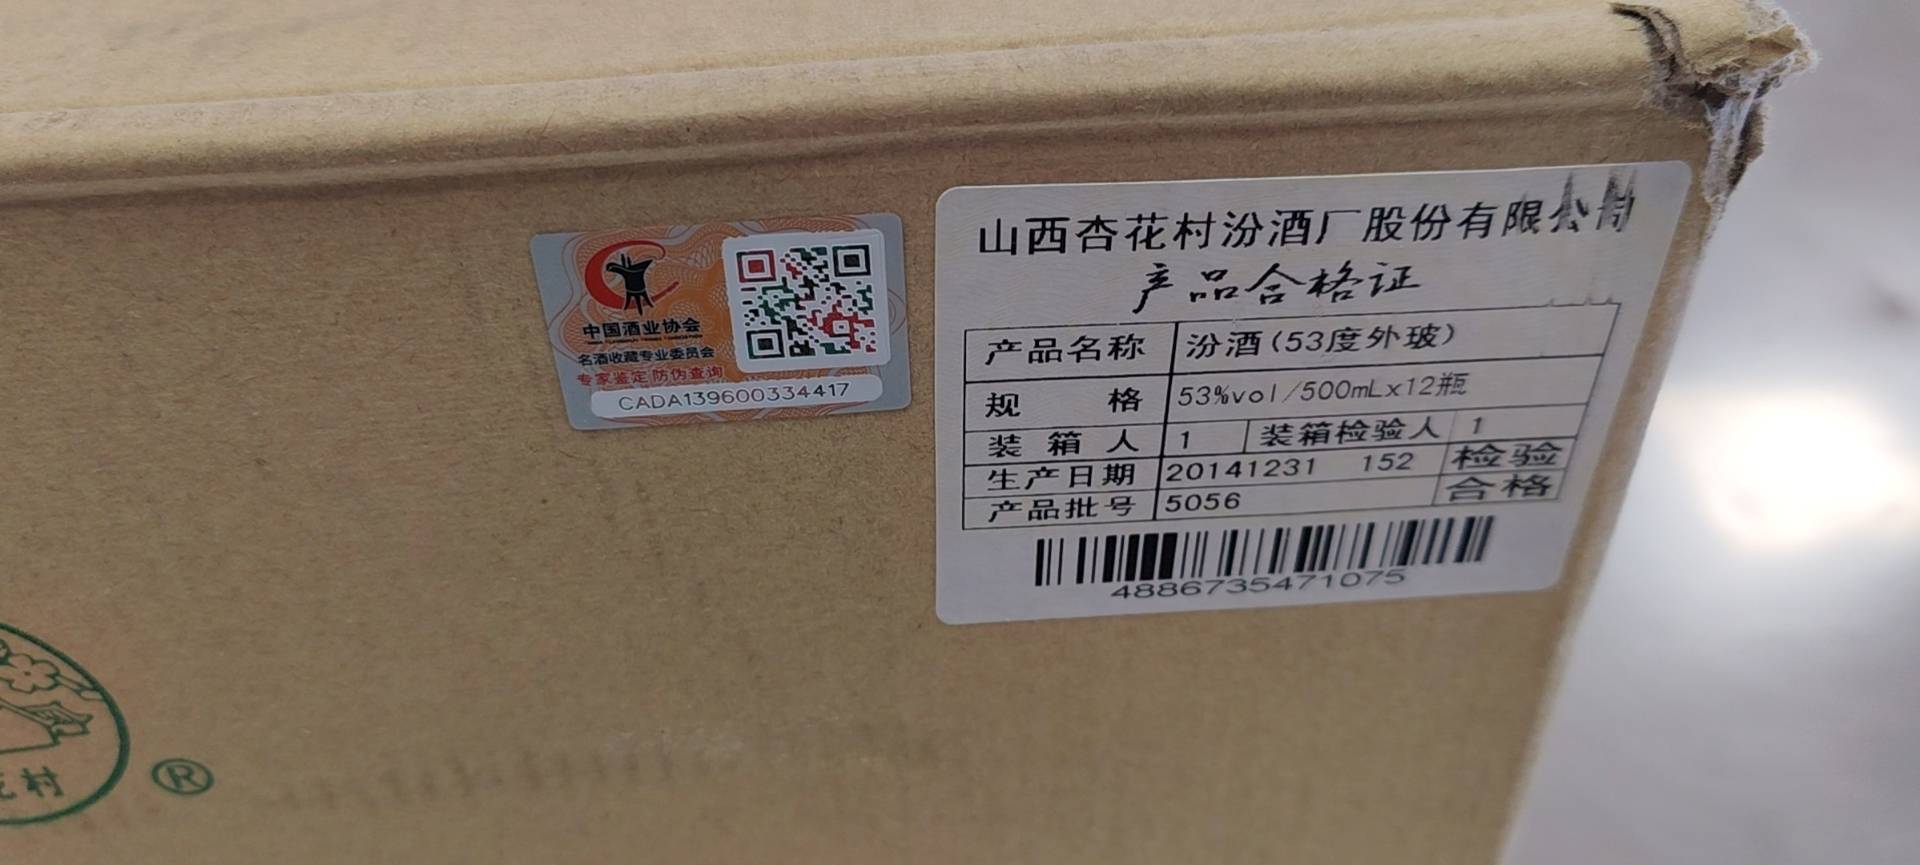 中国酒业协会
名酒收藏专业委员会
专家鉴定 防伪查询
CADA139600334417
山西杏花村汾酒厂股份有限公司
产品合格证
产品名称 汾酒(53度外玻)
规 格 53%vol/500mLx12瓶
装箱人 1 装箱检验人 1
生产日期 20141231 152 检验
产品批号 5056 合格
4886735471075
花村
®